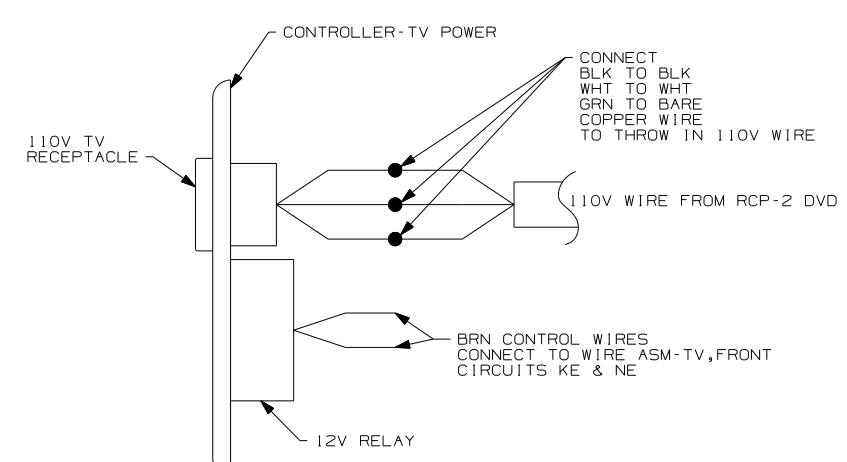 CONTROLLER-TV POWER
CONNECT
BLK TO BLK
WHT TO WHT
GRN TO BARE
COPPER WIRE
TO THROW IN 110V WIRE
110V TV
RECEPTACLE
110V WIRE FROM RCP-2 DVD
BRN CONTROL WIRES
CONNECT TO WIRE ASM-TV,FRONT
CIRCUITS KE & NE
12V RELAY